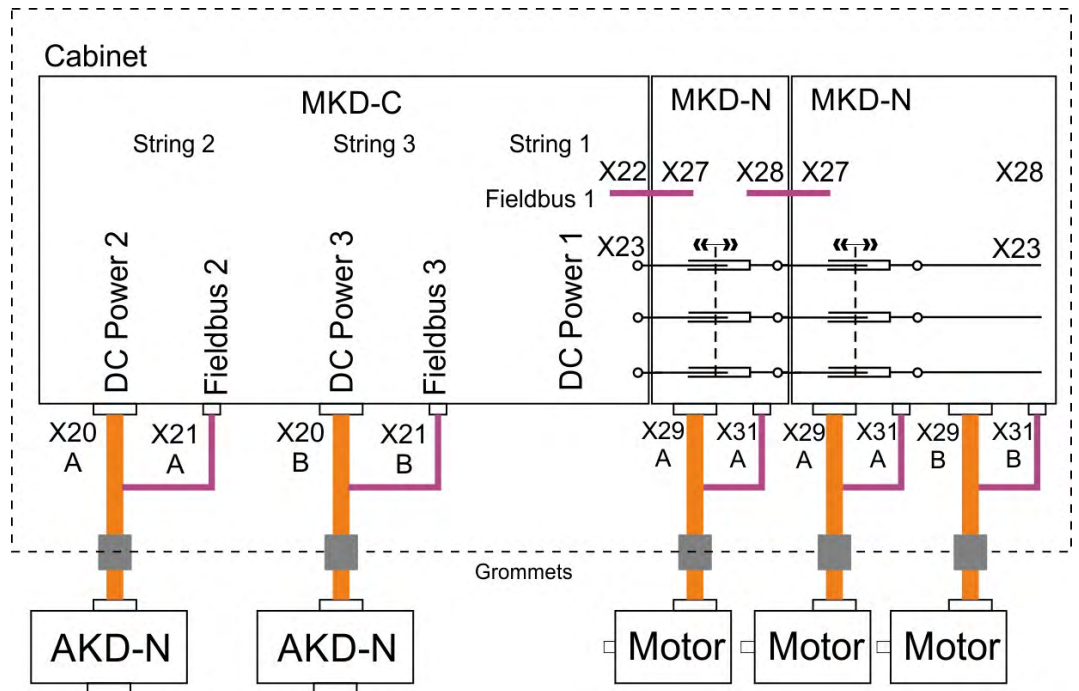 Cabinet
MKD-C
MKD-N
MKD-N
String 2
String 3
String 1
X22
X27
X28
X27
X28
Fieldbus 1
X23
«↔»
«↔»
X23
DC Power 2
Fieldbus 2
DC Power 3
Fieldbus 3
DC Power 1
X20
A
X21
A
X20
B
X21
B
X29
A
X31
A
X29
A
X31
A
X29
B
X31
B
Grommets
AKD-N
AKD-N
Motor
Motor
Motor